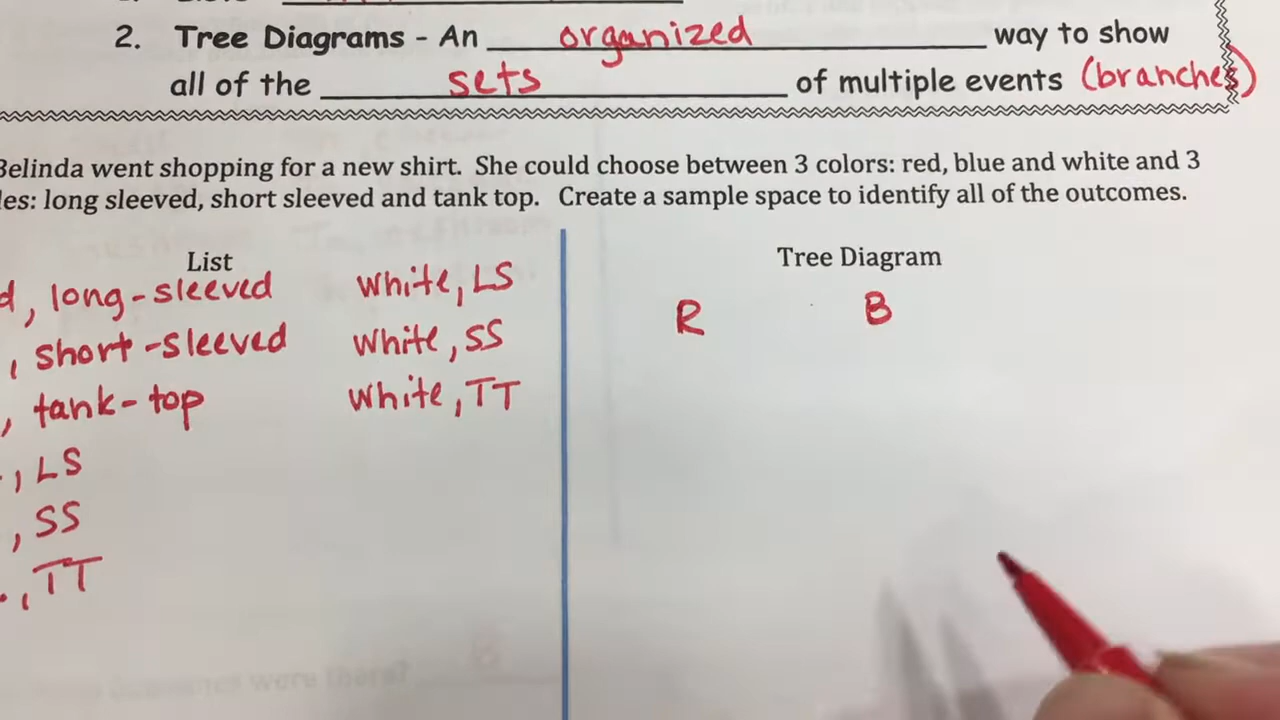 2. Tree Diagrams - An organized way to show
all of the sets of multiple events (branches)
Belinda went shopping for a new shirt. She could choose between 3 colors: red, blue and white and 3
les: long sleeved, short sleeved and tank top. Create a sample space to identify all of the outcomes.
List
d, long-sleeved
, short-sleeved
, tank-top
, LS
, SS
, TT
white, LS
white, SS
white, TT
Tree Diagram
R B